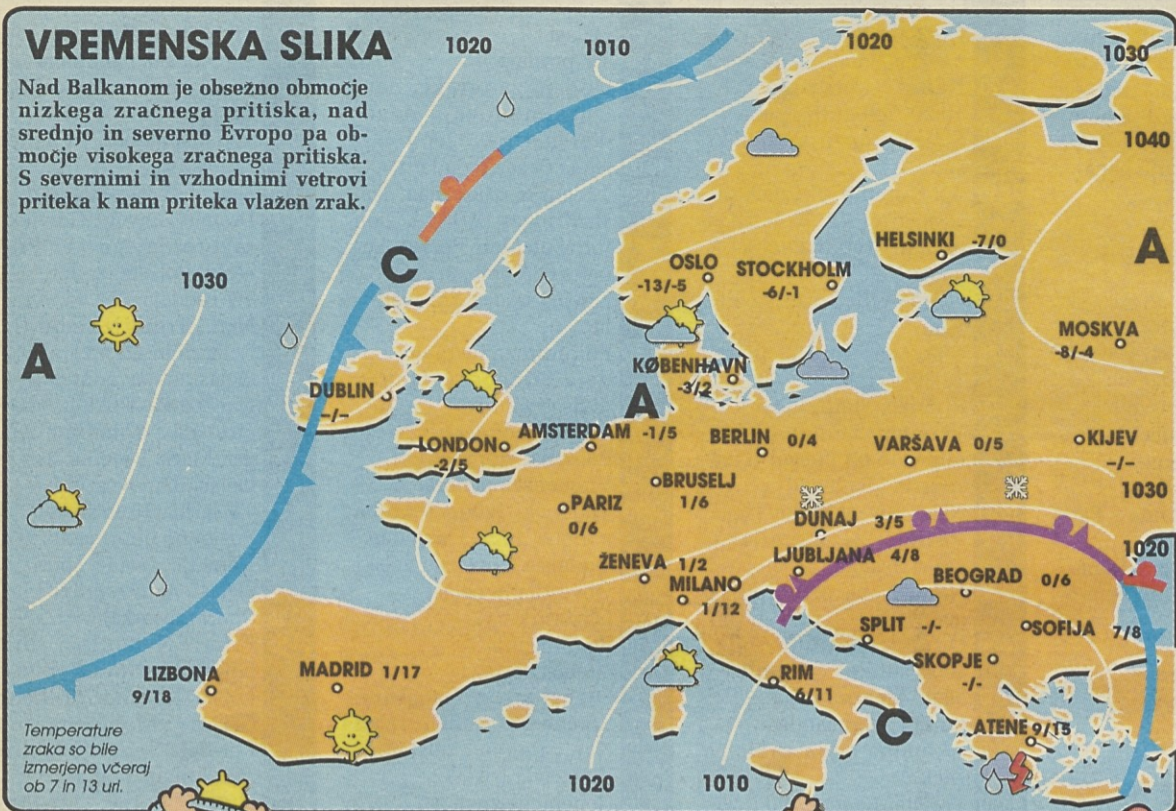 VREMENSKA SLIKA
Nad Balkanom je obsežno območje
nizkega zračnega pritiska, nad
srednjo in severno Evropo pa ob-
močje visokega zračnega pritiska.
S severnimi in vzhodnimi vetrovi
priteka k nam priteka vlažen zrak.
1020
1010
1020
1030
1040
A
C
1030
A
HELSINKI -7/0
OSLO
-13/-5
STOCKHOLM
-6/-1
MOSKVA
-8/-4
KØBENHAVN
-3/2
A
DUBLIN
-/-
LONDON
-2/5
AMSTERDAM -1/5
BERLIN 0/4
VARŠAVA 0/5
KIJEV
-/-
BRUSELJ
1/6
PARIZ
0/6
1030
DUNAJ 3/5
1020
ŽENEVA 1/2
LJUBLJANA 4/8
MILANO
1/12
BEOGRAD 0/6
SPLIT -/-
SOFIJA 7/8
LIZBONA
9/18
MADRID 1/17
RIM
6/11
SKOPJE
-/-
C
ATENE 9/15
Temperature
zraka so bile
izmerjene včeraj
ob 7 in 13 uri.
1020
1010